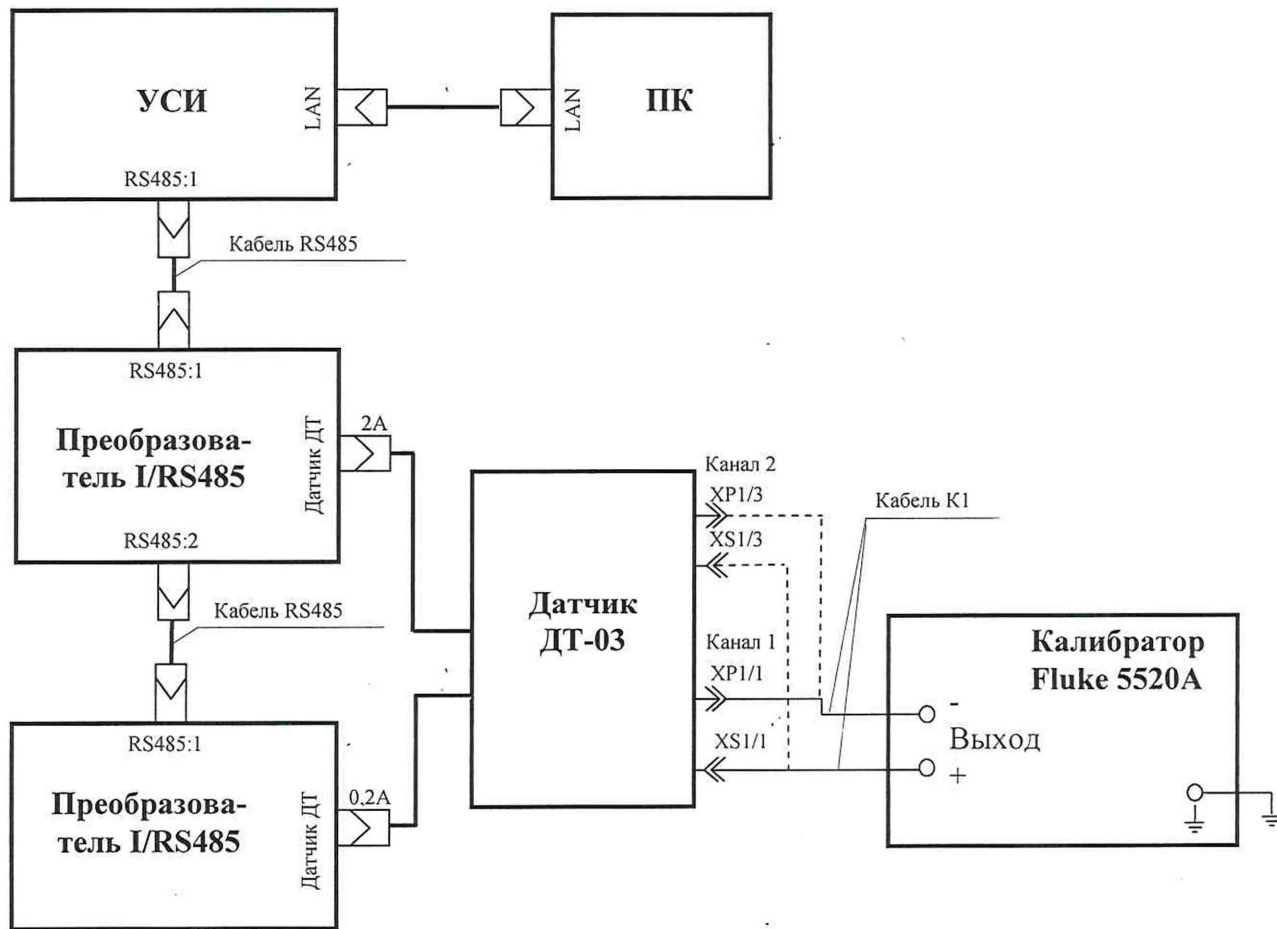 УСИ
LAN
LAN
ПК
RS485:1
Кабель RS485
RS485:1
Преобразова-
тель I/RS485
Датчик ДТ
2А
RS485:2
Кабель RS485
Датчик
ДТ-03
Канал 2
XP1/3
XS1/3
Канал 1
XP1/1
XS1/1
Кабель К1
Калибратор
Fluke 5520A
-
Выход
+
RS485:1
Преобразова-
тель I/RS485
Датчик ДТ
0,2А